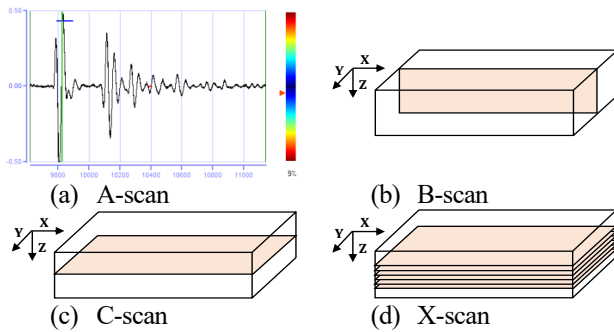 0.50
0.00
-0.50
9800 10000 10200 10400 10600 10800 11000
9%
(a) A-scan
X
Y
Z
(b) B-scan
X
Y
Z
(c) C-scan
X
Y
Z
(d) X-scan